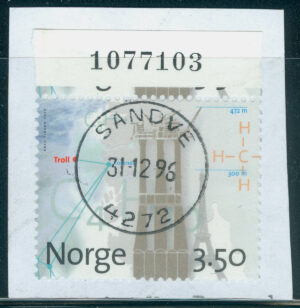 1077103
SANDVE
472 m
H
Troll
31.12.96
H-C-H
H
300 m
4272
Norge 3·50